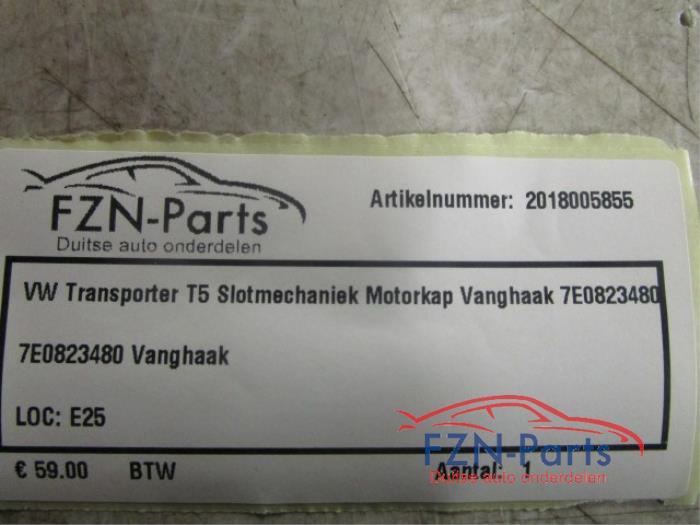 FZN-Parts
Duitse auto onderdelen
Artikelnummer: 2018005855
VW Transporter T5 Slotmechaniek Motorkap Vanghaak 7E0823480
7E0823480 Vanghaak
LOC: E25
€ 59.00 BTW Aantal: 1
FZN-Parts
Duitse auto onderdelen